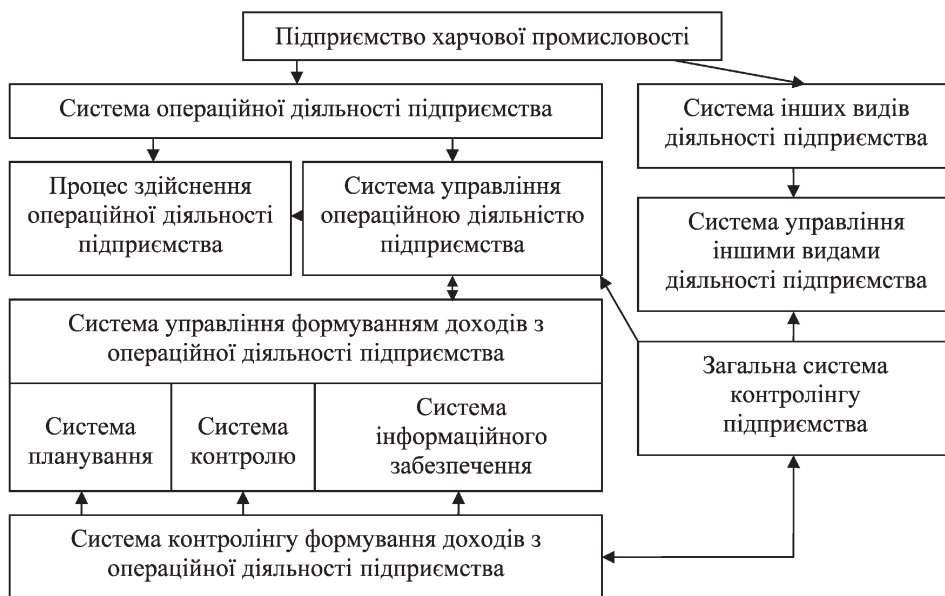 Підприємство харчової промисловості
Система операційної діяльності підприємства
Система інших видів
діяльності підприємства
Процес здійснення
операційної діяльності
підприємства
Система управління
операційною діяльністю
підприємства
Система управління
іншими видами
діяльності підприємства
Система управління формуванням доходів з
операційної діяльності підприємства
Загальна система
контролінгу
підприємства
Система
планування
Система
контролю
Система
інформаційного
забезпечення
Система контролінгу формування доходів з
операційної діяльності підприємства